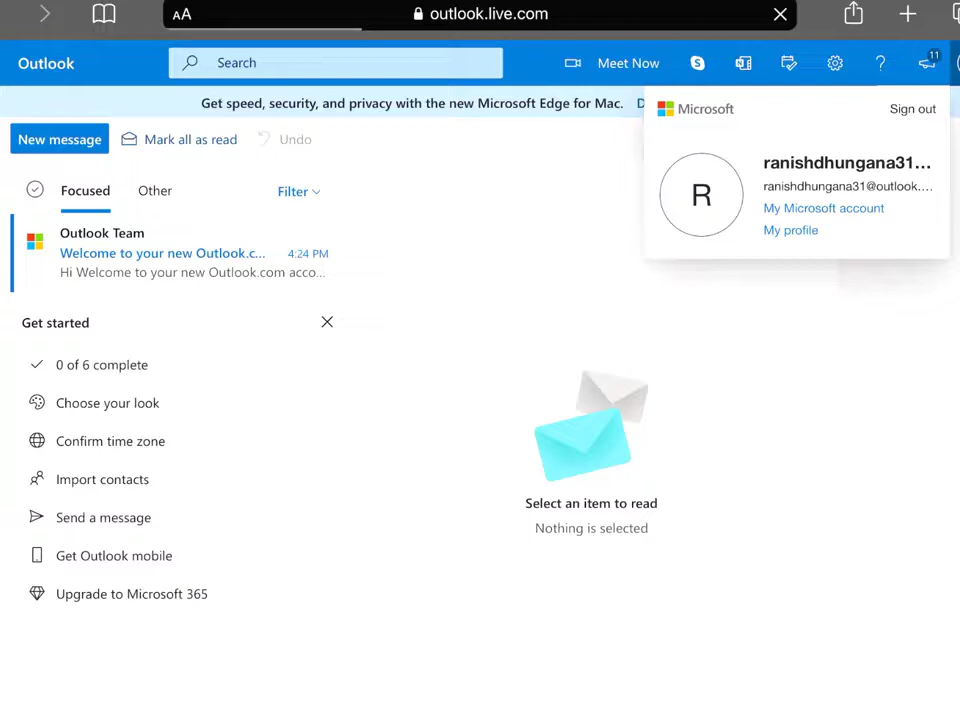 AA
outlook.live.com
Outlook
Search
Meet Now
11
Get speed, security, and privacy with the new Microsoft Edge for Mac. D
Microsoft
Sign out
ranishdhungana31...
ranishdhungana31@outlook....
My Microsoft account
My profile
New message
Mark all as read
Undo
Focused
Other
Filter
Outlook Team
Welcome to your new Outlook.c...
4:24 PM
Hi Welcome to your new Outlook.com acco...
Get started
0 of 6 complete
Choose your look
Confirm time zone
Import contacts
Send a message
Get Outlook mobile
Upgrade to Microsoft 365
Select an item to read
Nothing is selected